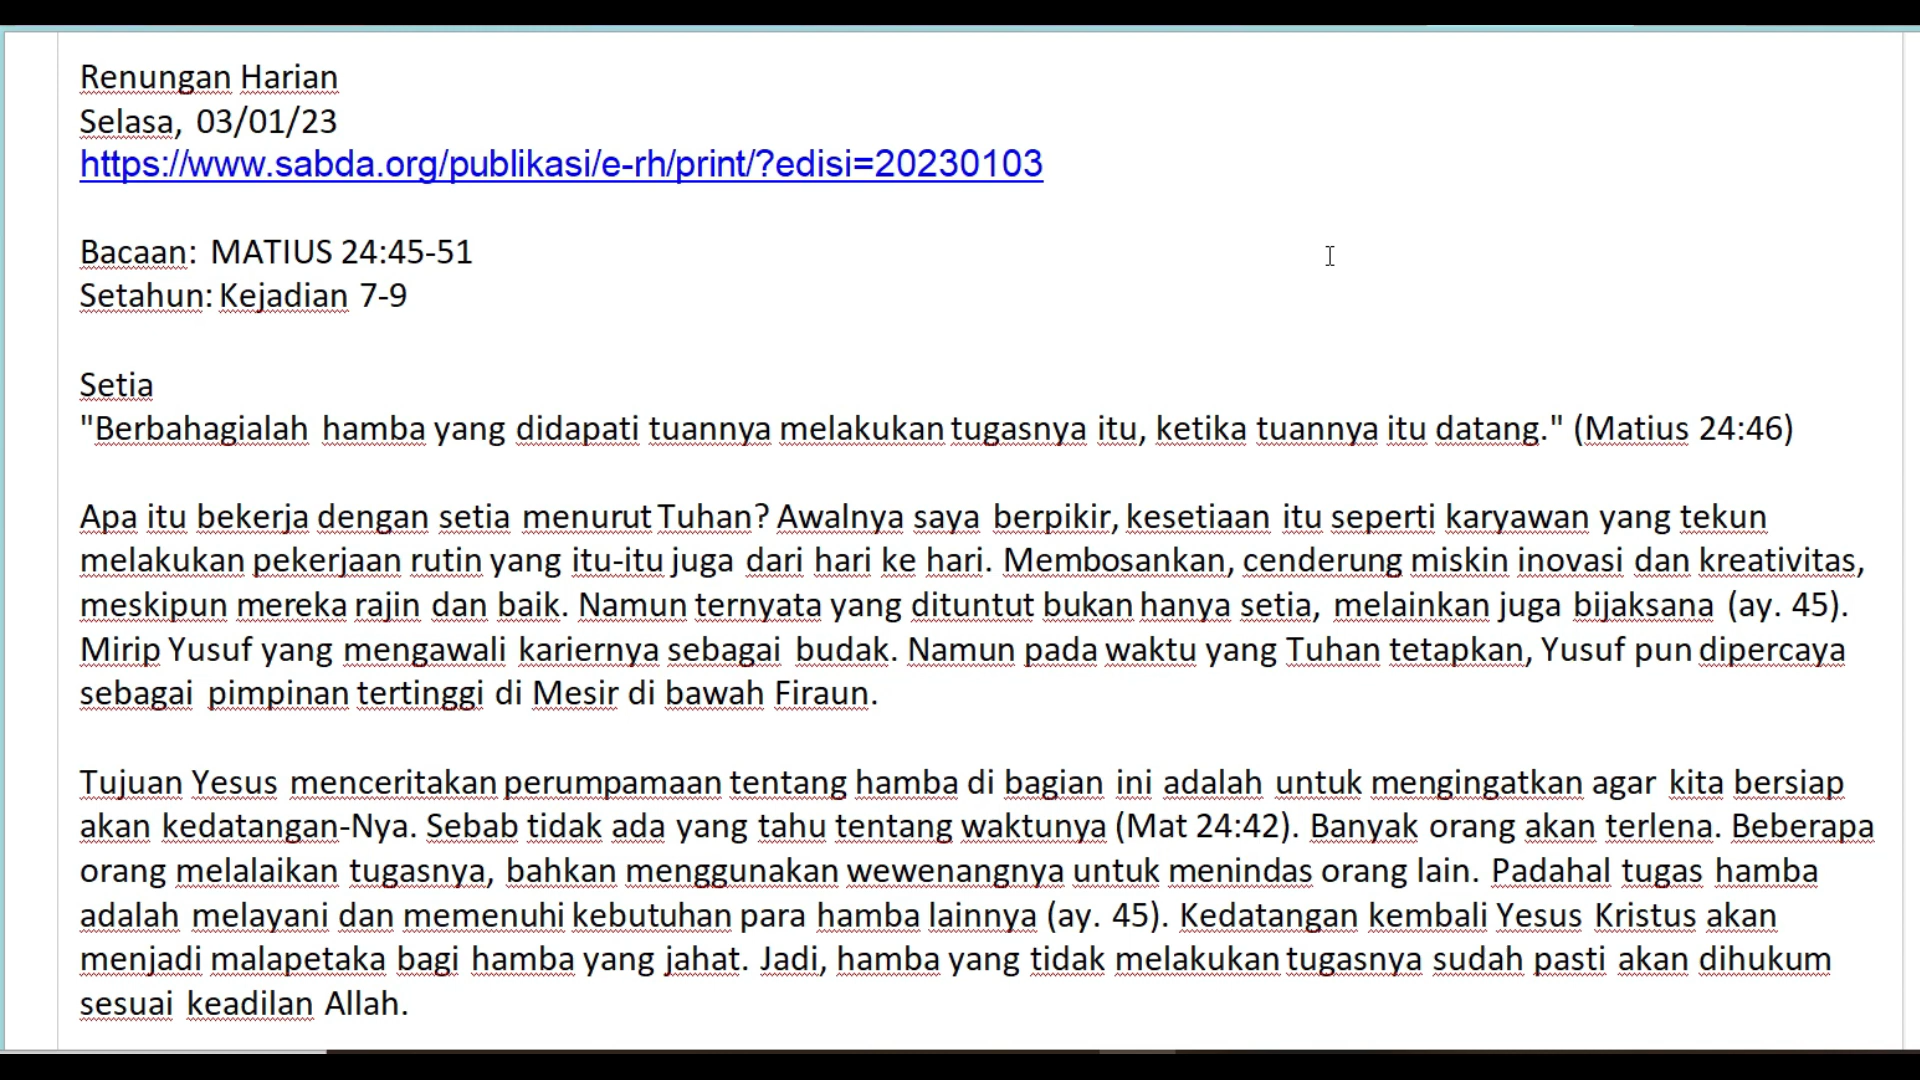 Renungan Harian
Selasa, 03/01/23
https://www.sabda.org/publikasi/e-rh/print/?edisi=20230103
Bacaan: MATIUS 24:45-51
Setahun: Kejadian 7-9
Setia
"Berbahagialah hamba yang didapati tuannya melakukan tugasnya itu, ketika tuannya itu datang." (Matius 24:46)
Apa itu bekerja dengan setia menurut Tuhan? Awalnya saya berpikir, kesetiaan itu seperti karyawan yang tekun
melakukan pekerjaan rutin yang itu-itu juga dari hari ke hari. Membosankan, cenderung miskin inovasi dan kreativitas,
meskipun mereka rajin dan baik. Namun ternyata yang dituntut bukan hanya setia, melainkan juga bijaksana (ay. 45).
Mirip Yusuf yang mengawali kariernya sebagai budak. Namun pada waktu yang Tuhan tetapkan, Yusuf pun dipercaya
sebagai pimpinan tertinggi di Mesir di bawah Firaun.
Tujuan Yesus menceritakan perumpamaan tentang hamba di bagian ini adalah untuk mengingatkan agar kita bersiap
akan kedatangan-Nya. Sebab tidak ada yang tahu tentang waktunya (Mat 24:42). Banyak orang akan terlena. Beberapa
orang melalaikan tugasnya, bahkan menggunakan wewenangnya untuk menindas orang lain. Padahal tugas hamba
adalah melayani dan memenuhi kebutuhan para hamba lainnya (ay. 45). Kedatangan kembali Yesus Kristus akan
menjadi malapetaka bagi hamba yang jahat. Jadi, hamba yang tidak melakukan tugasnya sudah pasti akan dihukum
sesuai keadilan Allah.